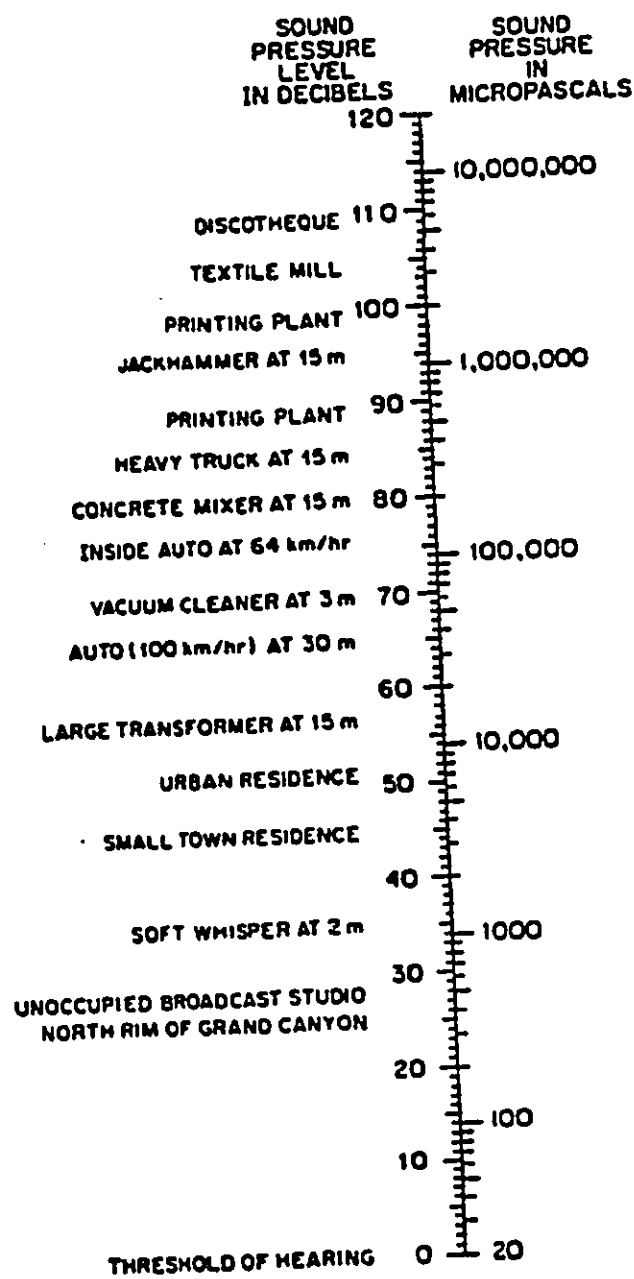 SOUND
PRESSURE
LEVEL
IN DECIBELS
SOUND
PRESSURE
IN
MICROPASCALS
120
10,000,000
DISCOTHEQUE 110
TEXTILE MILL
PRINTING PLANT 100
JACKHAMMER AT 15 m 1,000,000
PRINTING PLANT 90
HEAVY TRUCK AT 15 m
CONCRETE MIXER AT 15 m 80
INSIDE AUTO AT 64 km/hr 100,000
VACUUM CLEANER AT 3 m 70
AUTO (100 km/hr) AT 30 m
60
LARGE TRANSFORMER AT 15 m 10,000
URBAN RESIDENCE 50
SMALL TOWN RESIDENCE
40
SOFT WHISPER AT 2 m 1000
30
UNOCCUPIED BROADCAST STUDIO
NORTH RIM OF GRAND CANYON
20
100
10
THRESHOLD OF HEARING 0 20